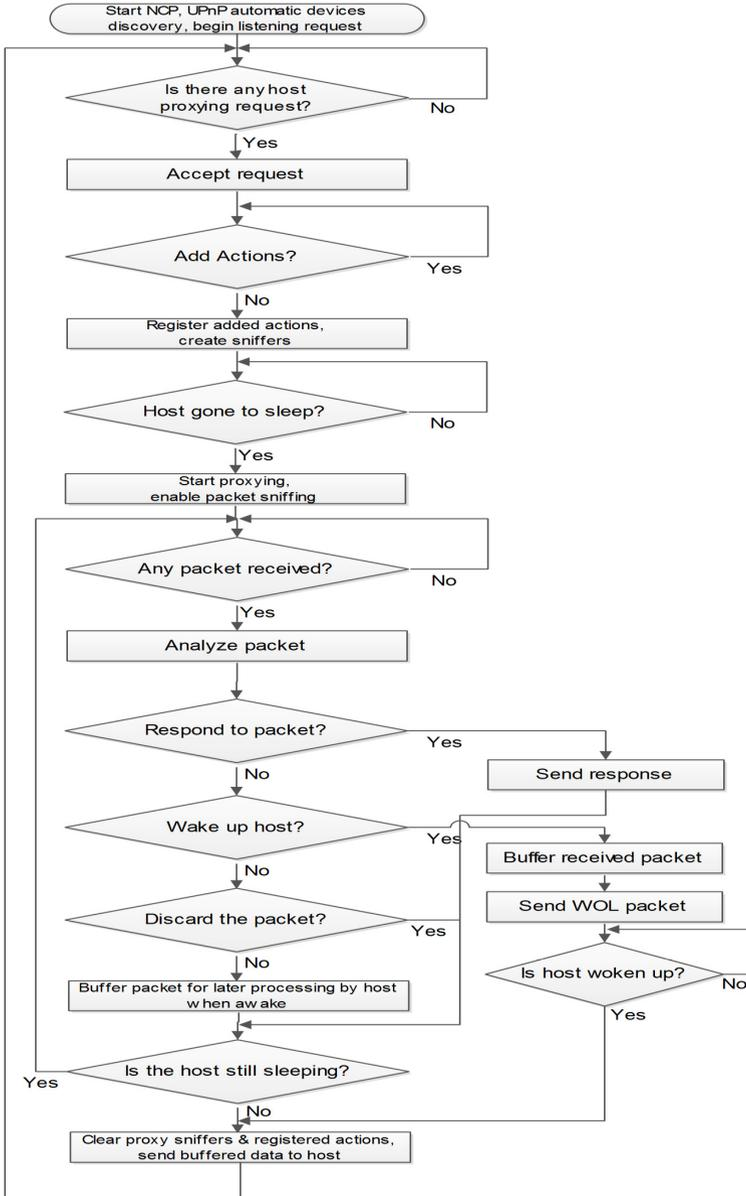 Start NCP, UPnP automatic devices
discovery, begin listening request
Is there any host
proxying request?
No
Yes
Accept request
Add Actions?
Yes
No
Register added actions,
create sniffers
Host gone to sleep?
No
Yes
Start proxying,
enable packet sniffing
Any packet received?
No
Yes
Analyze packet
Respond to packet?
Yes
No
Send response
Wake up host?
Yes
No
Buffer received packet
Send WOL packet
Discard the packet?
Yes
No
Is host woken up?
No
Yes
Buffer packet for later processing by host
when awake
Is the host still sleeping?
Yes
No
Clear proxy sniffers & registered actions,
send buffered data to host